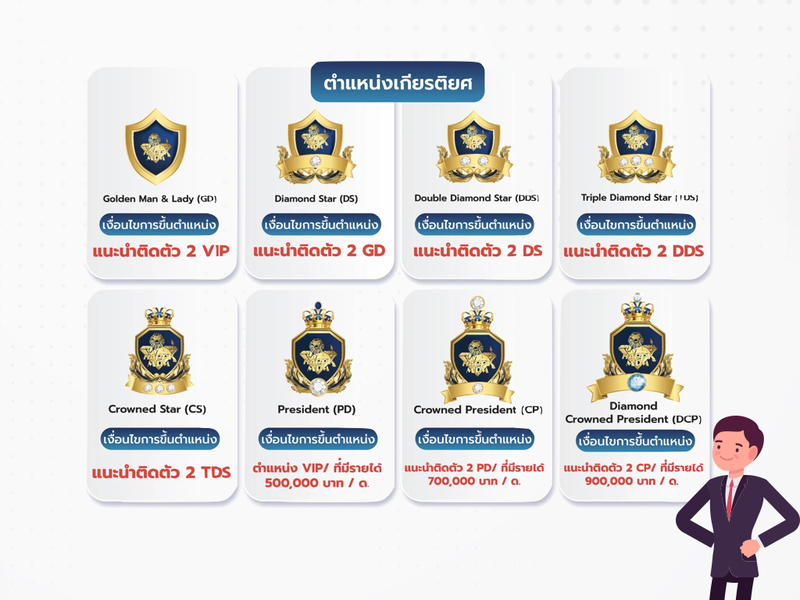 ตำแหน่งเกียรติยศ
Golden Man & Lady (GD)
เงื่อนไขการขึ้นตำแหน่ง
แนะนำติดตัว 2 VIP
Diamond Star (DS)
เงื่อนไขการขึ้นตำแหน่ง
แนะนำติดตัว 2 GD
Double Diamond Star (DDS)
เงื่อนไขการขึ้นตำแหน่ง
แนะนำติดตัว 2 DS
Triple Diamond Star (TDS)
เงื่อนไขการขึ้นตำแหน่ง
แนะนำติดตัว 2 DDS
Crowned Star (CS)
เงื่อนไขการขึ้นตำแหน่ง
แนะนำติดตัว 2 TDS
President (PD)
เงื่อนไขการขึ้นตำแหน่ง
ตำแหน่ง VIP/ ที่มีรายได้
500,000 บาท / ด.
Crowned President (CP)
เงื่อนไขการขึ้นตำแหน่ง
แนะนำติดตัว 2 PD/ ที่มีรายได้
700,000 บาท / ด.
Diamond
Crowned President (DCP)
เงื่อนไขการขึ้นตำแหน่ง
แนะนำติดตัว 2 CP/ ที่มีรายได้
900,000 บาท / ด.